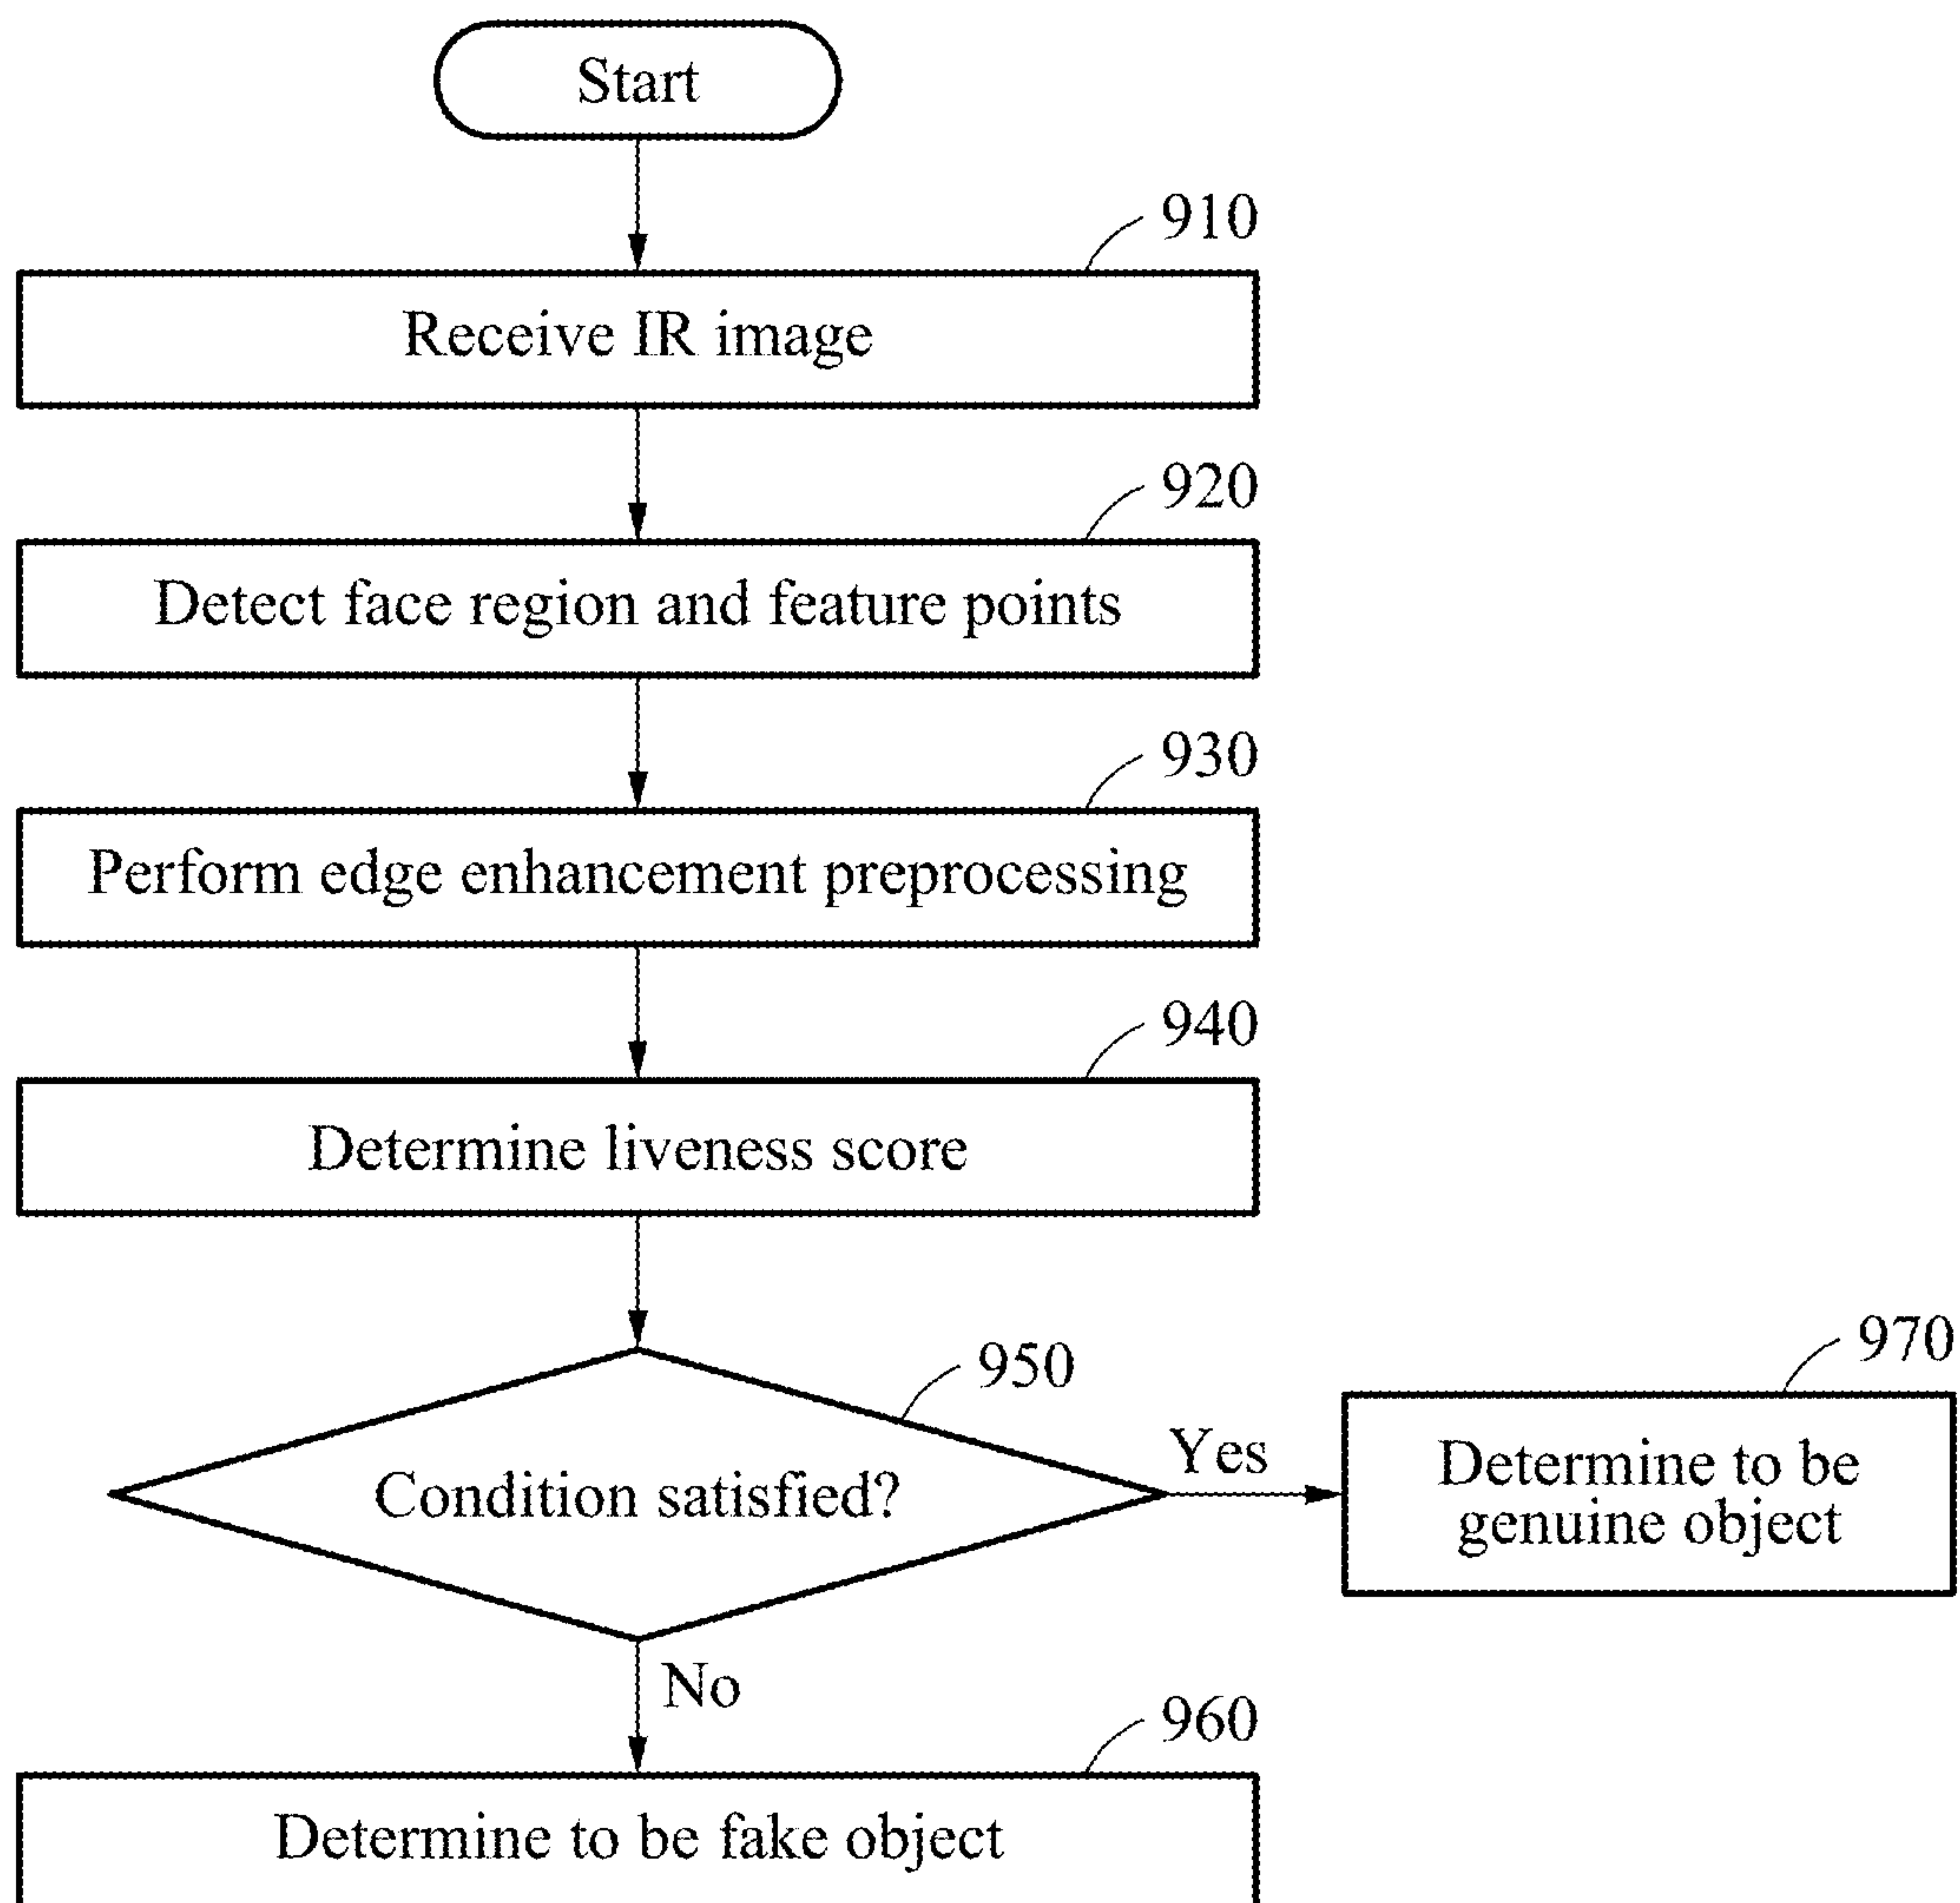 Start
910
Receive IR image
920
Detect face region and feature points
930
Perform edge enhancement preprocessing
940
Determine liveness score
950
Condition satisfied?
Yes
970
Determine to be
genuine object
No
960
Determine to be fake object